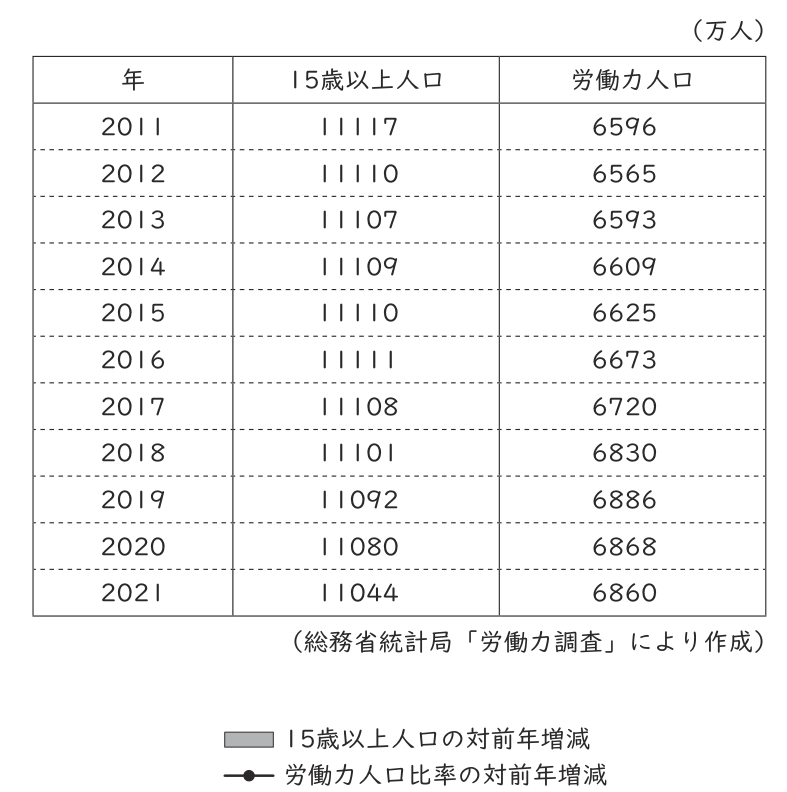 （万人）
年 15歳以上人口 労働力人口
2011 11117 6596
2012 11110 6565
2013 11107 6593
2014 11109 6609
2015 11110 6625
2016 11111 6673
2017 11108 6720
2018 11101 6830
2019 11092 6886
2020 11080 6868
2021 11044 6860
（総務省統計局「労働力調査」により作成）
15歳以上人口の対前年増減
労働力人口比率の対前年増減